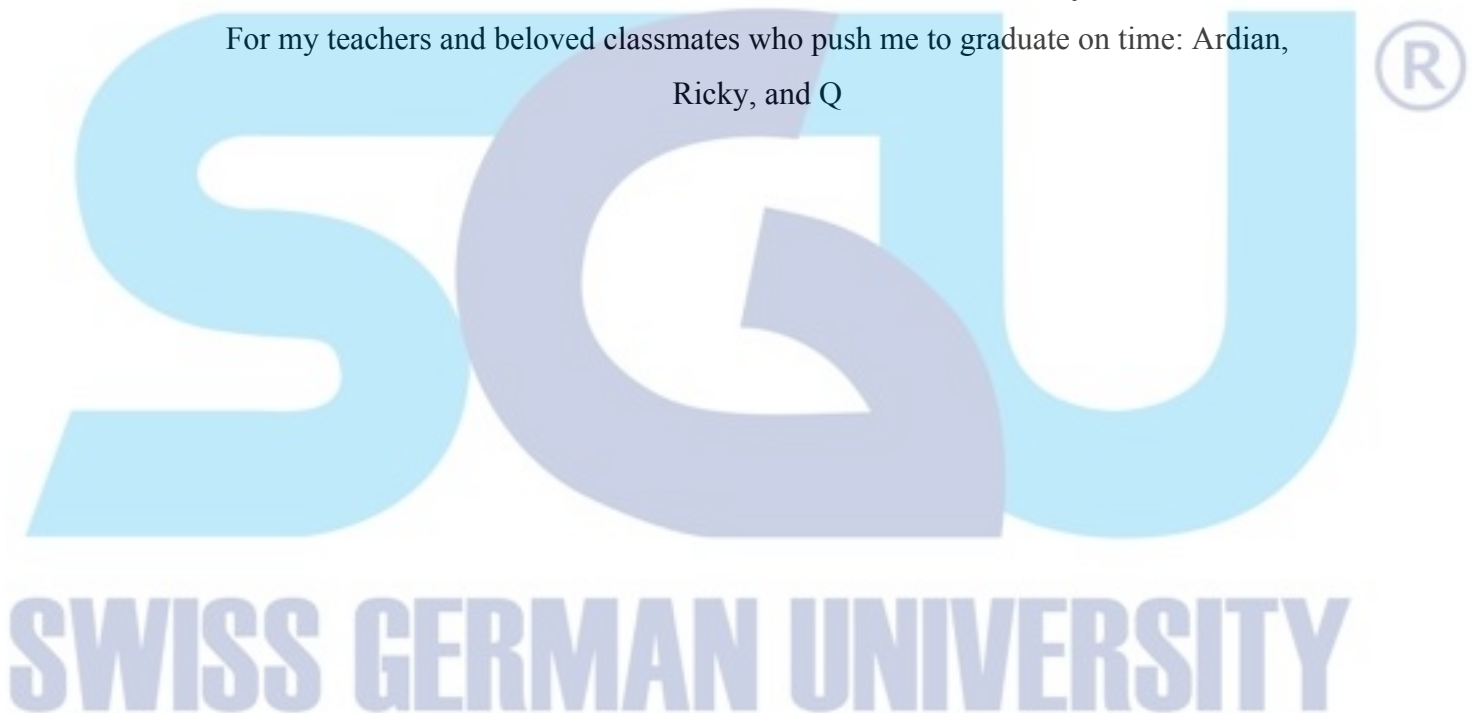 For my teachers and beloved classmates who push me to graduate on time: Ardian,
Ricky, and Q
SGU
®
SWISS GERMAN UNIVERSITY